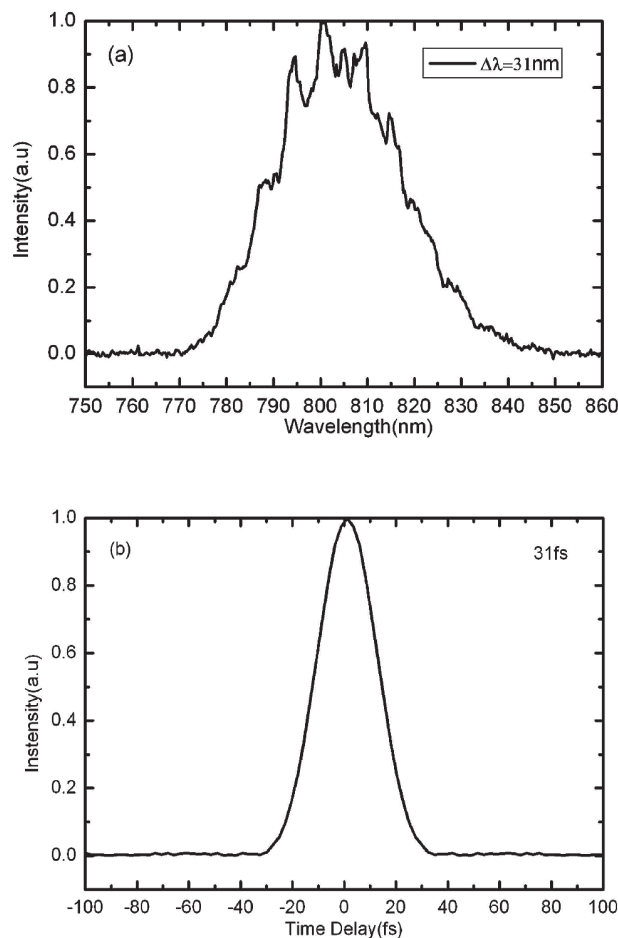 (a)
Δλ=31nm
Intensity(a.u)
1.0
0.8
0.6
0.4
0.2
0.0
750 760 770 780 790 800 810 820 830 840 850 860
Wavelength(nm)
(b)
31fs
Instensity(a.u)
1.0
0.8
0.6
0.4
0.2
0.0
-100 -80 -60 -40 -20 0 20 40 60 80 100
Time Delay(fs)